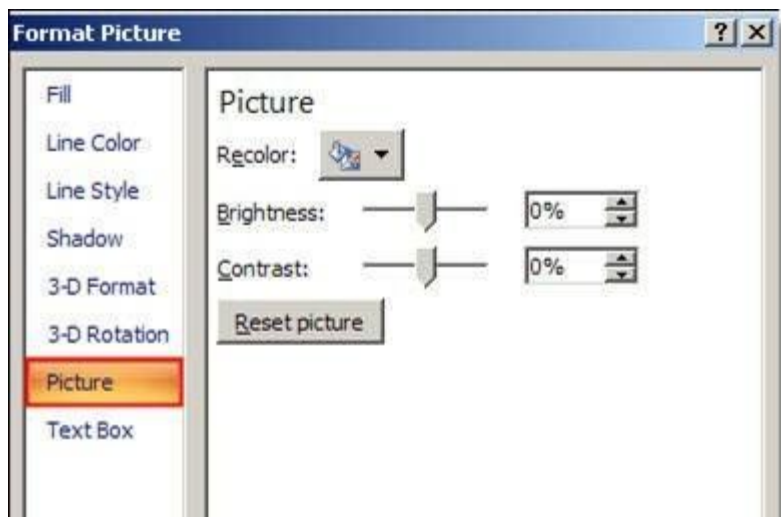 Format Picture
?
Fill
Line Color
Line Style
Shadow
3-D Format
3-D Rotation
Picture
Text Box
Picture
Recolor:
Brightness: 0%
Contrast: 0%
Reset picture